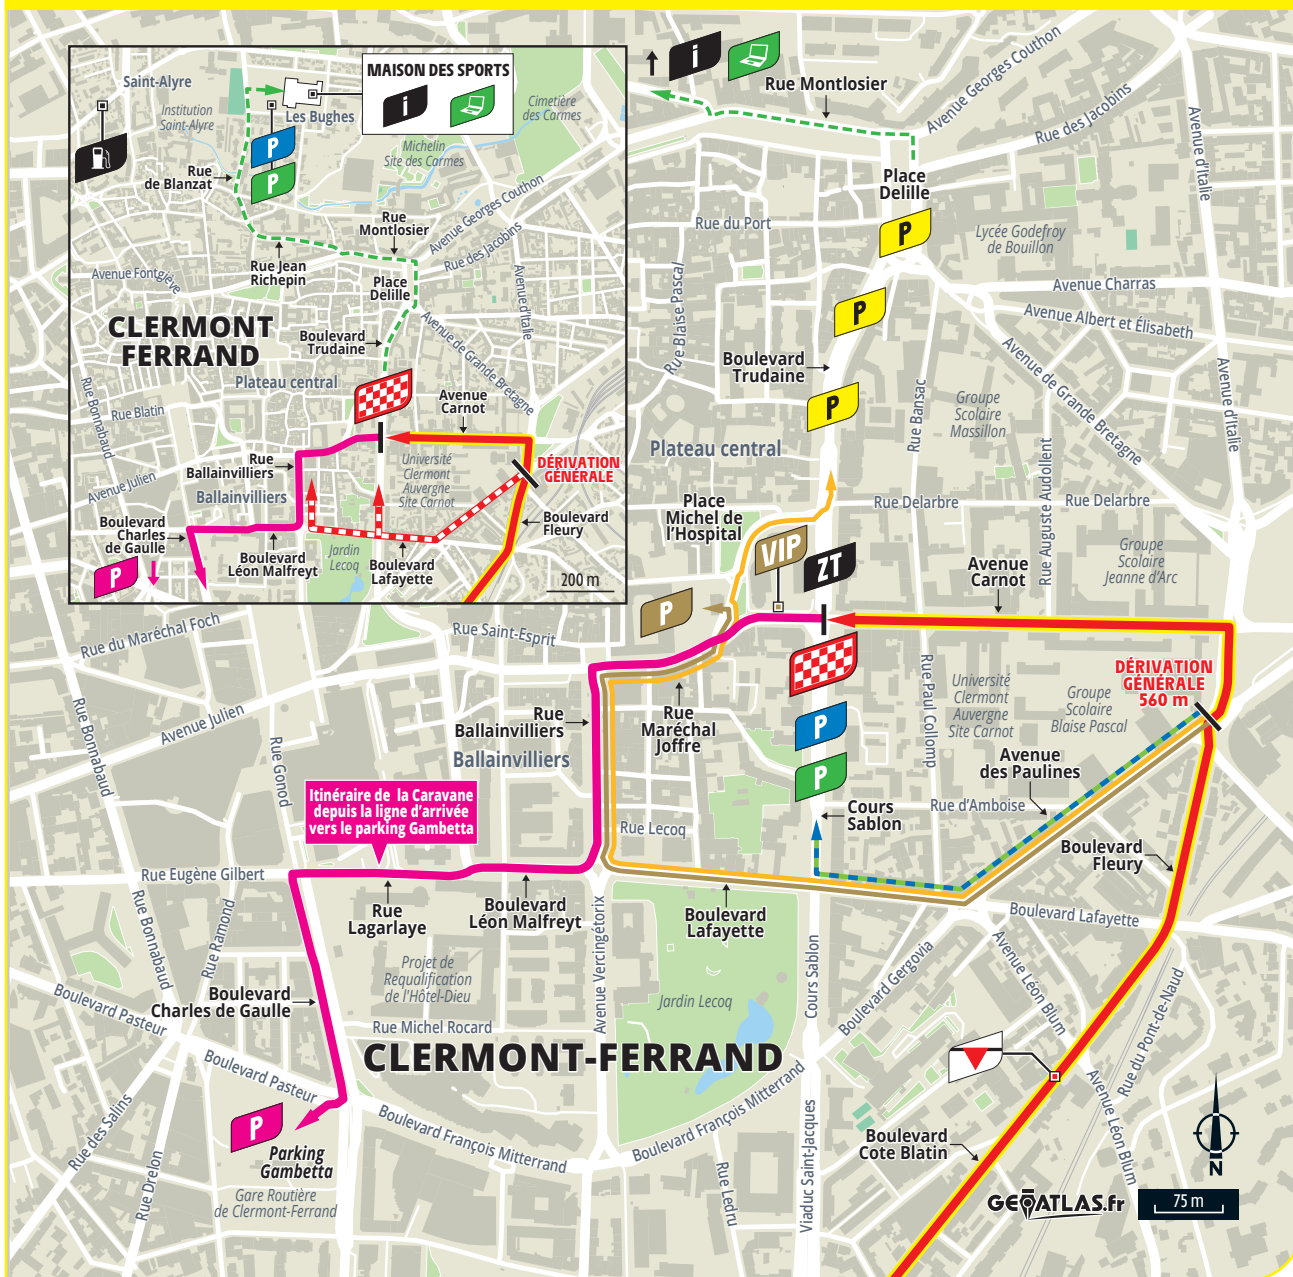 Saint-Alyre
Institution
Saint-Alyre
Les Bughes
MAISON DES SPORTS
i
Cimetière
des Carmes
Michelin
Site des Carmes
P
P
Rue
de Blanzat
Rue
Montlosier
Avenue Georges Couthon
Rue des Jacobins
Avenue Fontgiève
Rue Jean
Richepin
Place
Delille
Avenue d'Italie
CLERMONT
FERRAND
Boulevard
Trudaine
Avenue de Grande Bretagne
Plateau central
Rue Bonnabaud
Rue Blatin
Avenue
Carnot
Rue
Ballainvilliers
Avenue Julien
Ballainvilliers
Université
Clermont
Auvergne
Site Carnot
DÉRIVATION
GÉNÉRALE
Boulevard
Charles
de Gaulle
Boulevard
Fleury
P
Boulevard
Léon Malfreyt
Jardin
Lecoq
Boulevard
Lafayette
200 m
i
Rue Montlosier
Avenue Georges Couthon
Rue des Jacobins
Avenue d'Italie
Place
Delille
P
Rue du Port
Lycée Godefroy
de Bouillon
Rue Blaise Pascal
Avenue Charras
P
Avenue Albert et Élisabeth
Boulevard
Trudaine
Avenue de Grande Bretagne
Avenue d'Italie
P
Rue Bansac
Groupe
Scolaire
Massillon
Plateau central
Rue Auguste Audollent
Rue Delarbre
Rue Delarbre
Place
Michel de
l'Hospital
VIP
ZT
Groupe
Scolaire
Jeanne d'Arc
Avenue
Carnot
P
Rue du Maréchal Foch
Rue Saint-Esprit
Rue Bonnabaud
Avenue Julien
Rue Gonod
Rue
Ballainvilliers
Ballainvilliers
Rue
Maréchal
Joffre
P
P
Rue Paul Collomp
Université
Clermont
Auvergne
Site Carnot
Groupe
Scolaire
Blaise Pascal
DÉRIVATION
GÉNÉRALE
560 m
Avenue
des Paulines
Rue d'Amboise
Cours
Sablon
Itinéraire de la Caravane
depuis la ligne d'arrivée
vers le parking Gambetta
Rue Lecoq
Boulevard
Fleury
Rue Eugène Gilbert
Rue
Lagarlaye
Boulevard
Léon Malfreyt
Boulevard
Lafayette
Boulevard Lafayette
Rue Bonnabaud
Rue Ramond
Avenue Vercingétorix
Cours Sablon
Boulevard Gergovia
Avenue Léon Blum
Projet de
Requalification
de l'Hôtel-Dieu
Boulevard
Charles de Gaulle
Jardin Lecoq
Boulevard Pasteur
Rue Michel Rocard
CLERMONT-FERRAND
Rue du Pont-de-Naud
Boulevard Pasteur
Boulevard François Mitterrand
Boulevard François Mitterrand
Avenue Léon Blum
Rue des Salins
P
Parking
Gambetta
Rue Drelon
Gare Routière
de Clermont-Ferrand
Rue Ledru
Viaduc Saint-Jacques
Boulevard
Cote Blatin
N
GEOATLAS.fr
75 m